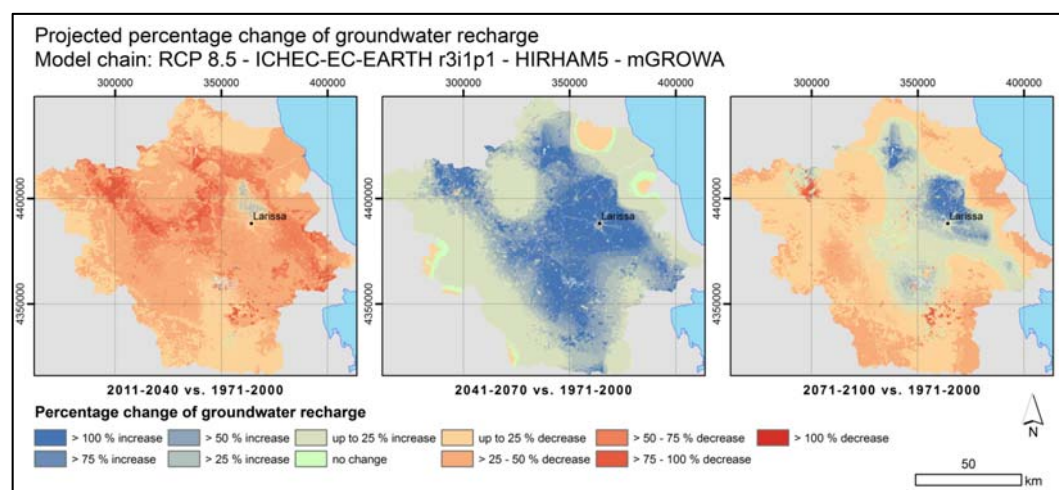 Projected percentage change of groundwater recharge
Model chain: RCP 8.5 - ICHEC-EC-EARTH r3i1p1 - HIRHAM5 - mGROWA
300000 350000 400000 300000 350000 400000 300000 350000 400000
4400000 4400000 4400000
Larissa Larissa Larissa
4350000 4350000 4350000
2011-2040 vs. 1971-2000 2041-2070 vs. 1971-2000 2071-2100 vs. 1971-2000
Percentage change of groundwater recharge
> 100 % increase > 50 % increase up to 25 % increase up to 25 % decrease > 50 - 75 % decrease > 100 % decrease
> 75 % increase > 25 % increase no change > 25 - 50 % decrease > 75 - 100 % decrease
N
50
km